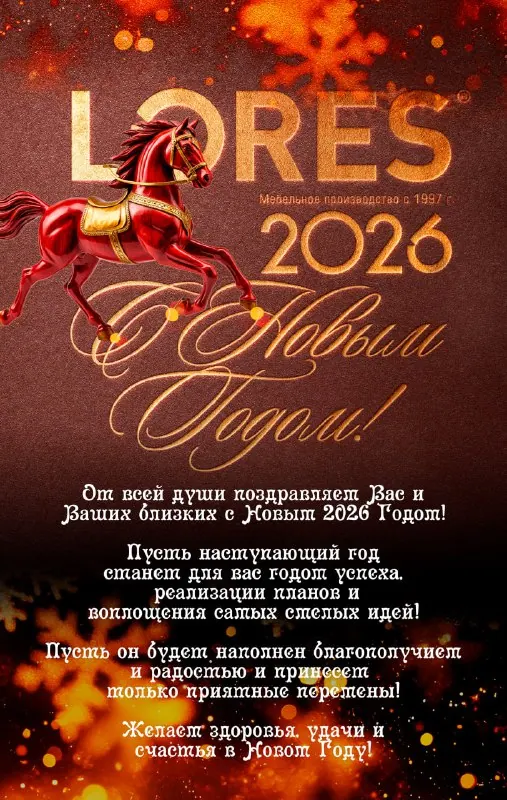 LORES®
Мебельное производство с 1997 г.
2026
С Новым
Годом!
От всей души поздравляем Вас и
Ваших близких с Новым 2026 Годом!
Пусть наступающий год
станет для вас годом успеха,
реализации планов и
воплощения самых смелых идей!
Пусть он будет наполнен благополучием
и радостью и принесет
только приятные перемены!
Желаем здоровья, удачи и
счастья в Новом Году!